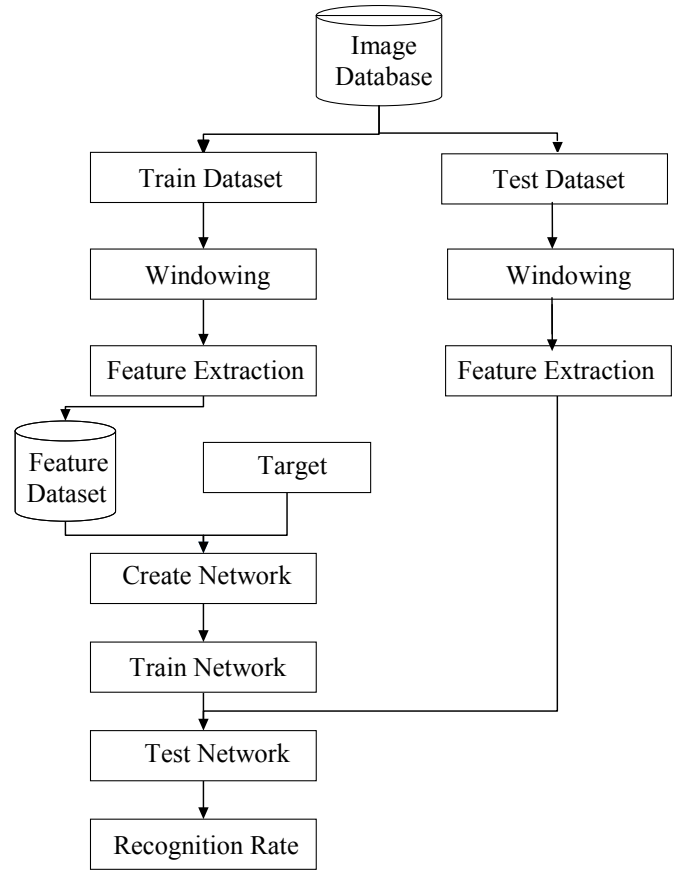 Image
Database
Train Dataset
Test Dataset
Windowing
Windowing
Feature Extraction
Feature Extraction
Feature
Dataset
Target
Create Network
Train Network
Test Network
Recognition Rate